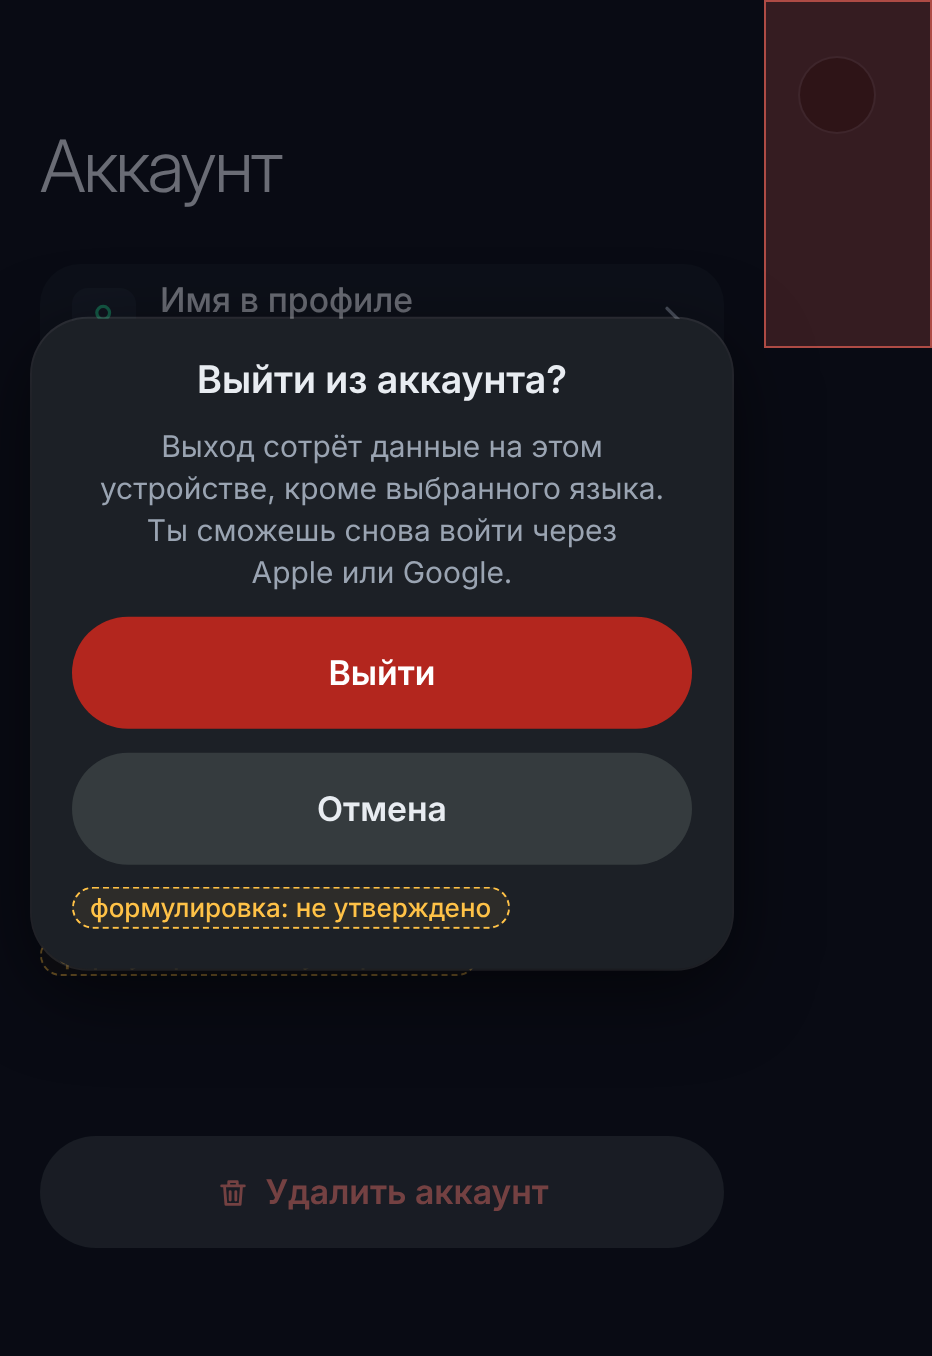 Аккаунт
Имя в профиле
Выйти из аккаунта?
Выход сотрёт данные на этом
устройстве, кроме выбранного языка.
Ты сможешь снова войти через
Apple или Google.
Выйти
Отмена
формулировка: не утверждено
Удалить аккаунт